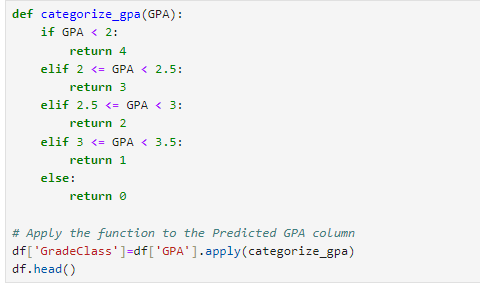 def categorize_gpa(GPA):
    if GPA < 2:
        return 4
    elif 2 <= GPA < 2.5:
        return 3
    elif 2.5 <= GPA < 3:
        return 2
    elif 3 <= GPA < 3.5:
        return 1
    else:
        return 0
# Apply the function to the Predicted GPA column
df['GradeClass']=df['GPA'].apply(categorize_gpa)
df.head()